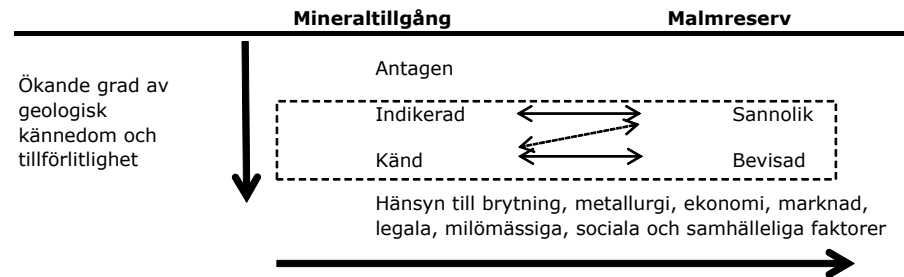 Mineraltillgång Malmreserv
Antagen
Ökande grad av
geologisk
kännedom och
tillförlitlighet
Indikerad Sannolik
Känd Bevisad
Hänsyn till brytning, metallurgi, ekonomi, marknad,
legala, milömässiga, sociala och samhälleliga faktorer